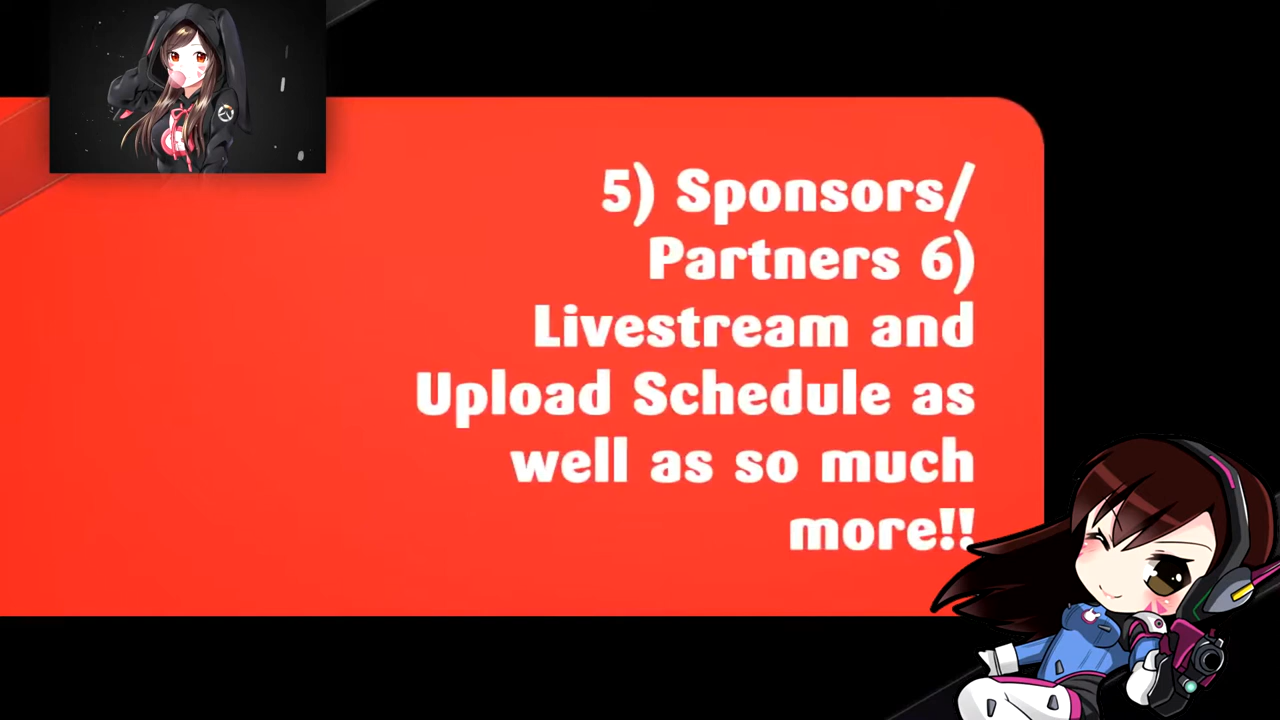 5) Sponsors/
Partners 6)
Livestream and
Upload Schedule as
well as so much
more!!